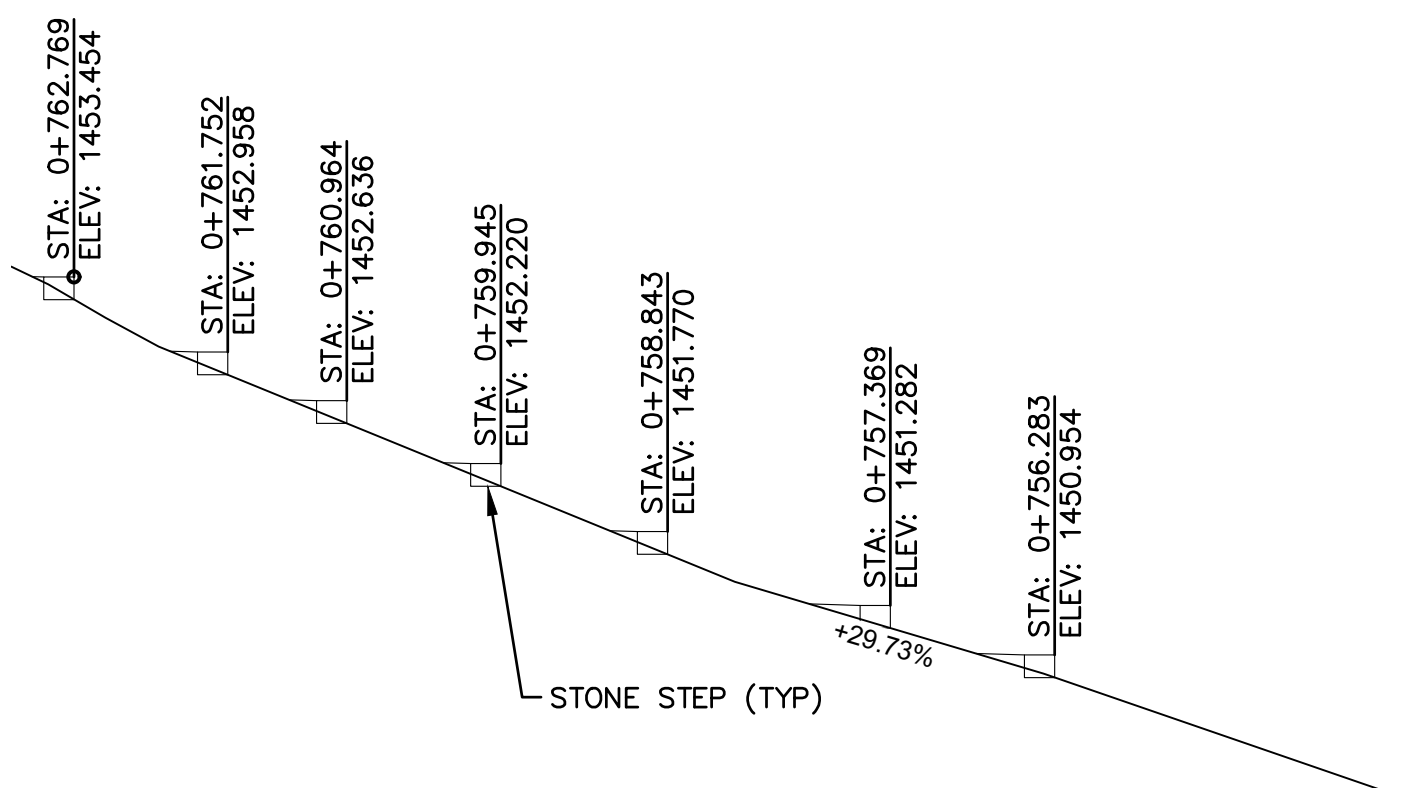 STA: 0+762.769
ELEV: 1453.454
STA: 0+761.752
ELEV: 1452.958
STA: 0+760.964
ELEV: 1452.636
STA: 0+759.945
ELEV: 1452.220
STA: 0+758.843
ELEV: 1451.770
STA: 0+757.369
ELEV: 1451.282
STA: 0+756.283
ELEV: 1450.954
+29.73%
STONE STEP (TYP)